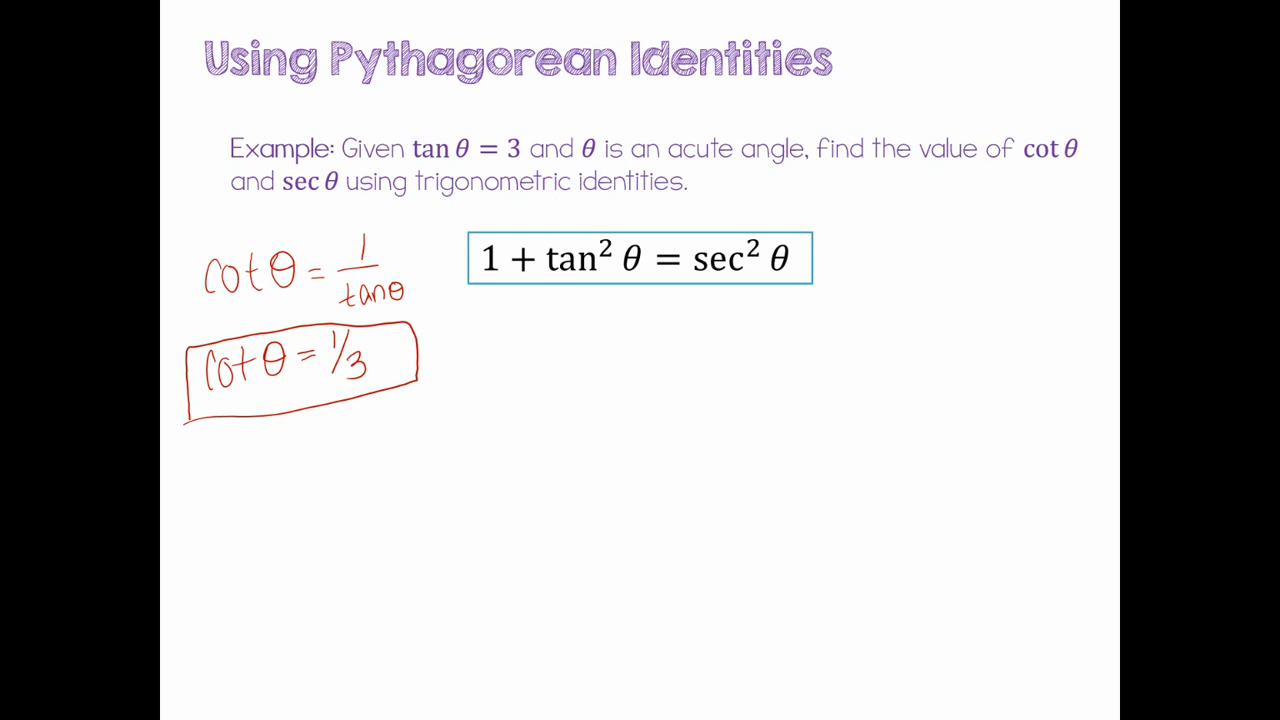 Using Pythagorean Identities
Example: Given tan θ = 3 and θ is an acute angle, find the value of cot θ
and sec θ using trigonometric identities.
cot θ = 1/tan θ
1 + tan² θ = sec² θ
cot θ = 1/3